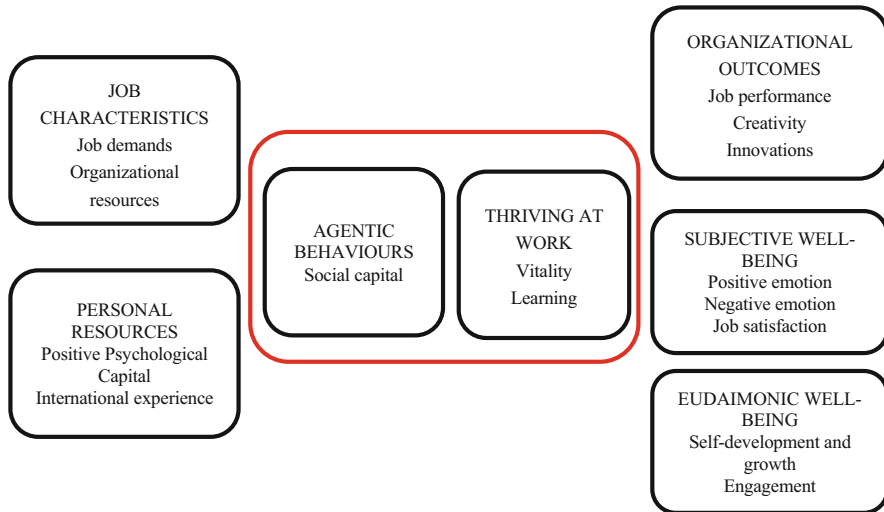 JOB
CHARACTERISTICS
Job demands
Organizational
resources
PERSONAL
RESOURCES
Positive Psychological
Capital
International experience
AGENTIC
BEHAVIOURS
Social capital
THRIVING AT
WORK
Vitality
Learning
ORGANIZATIONAL
OUTCOMES
Job performance
Creativity
Innovations
SUBJECTIVE WELL-
BEING
Positive emotion
Negative emotion
Job satisfaction
EUDAIMONIC WELL-
BEING
Self-development and
growth
Engagement